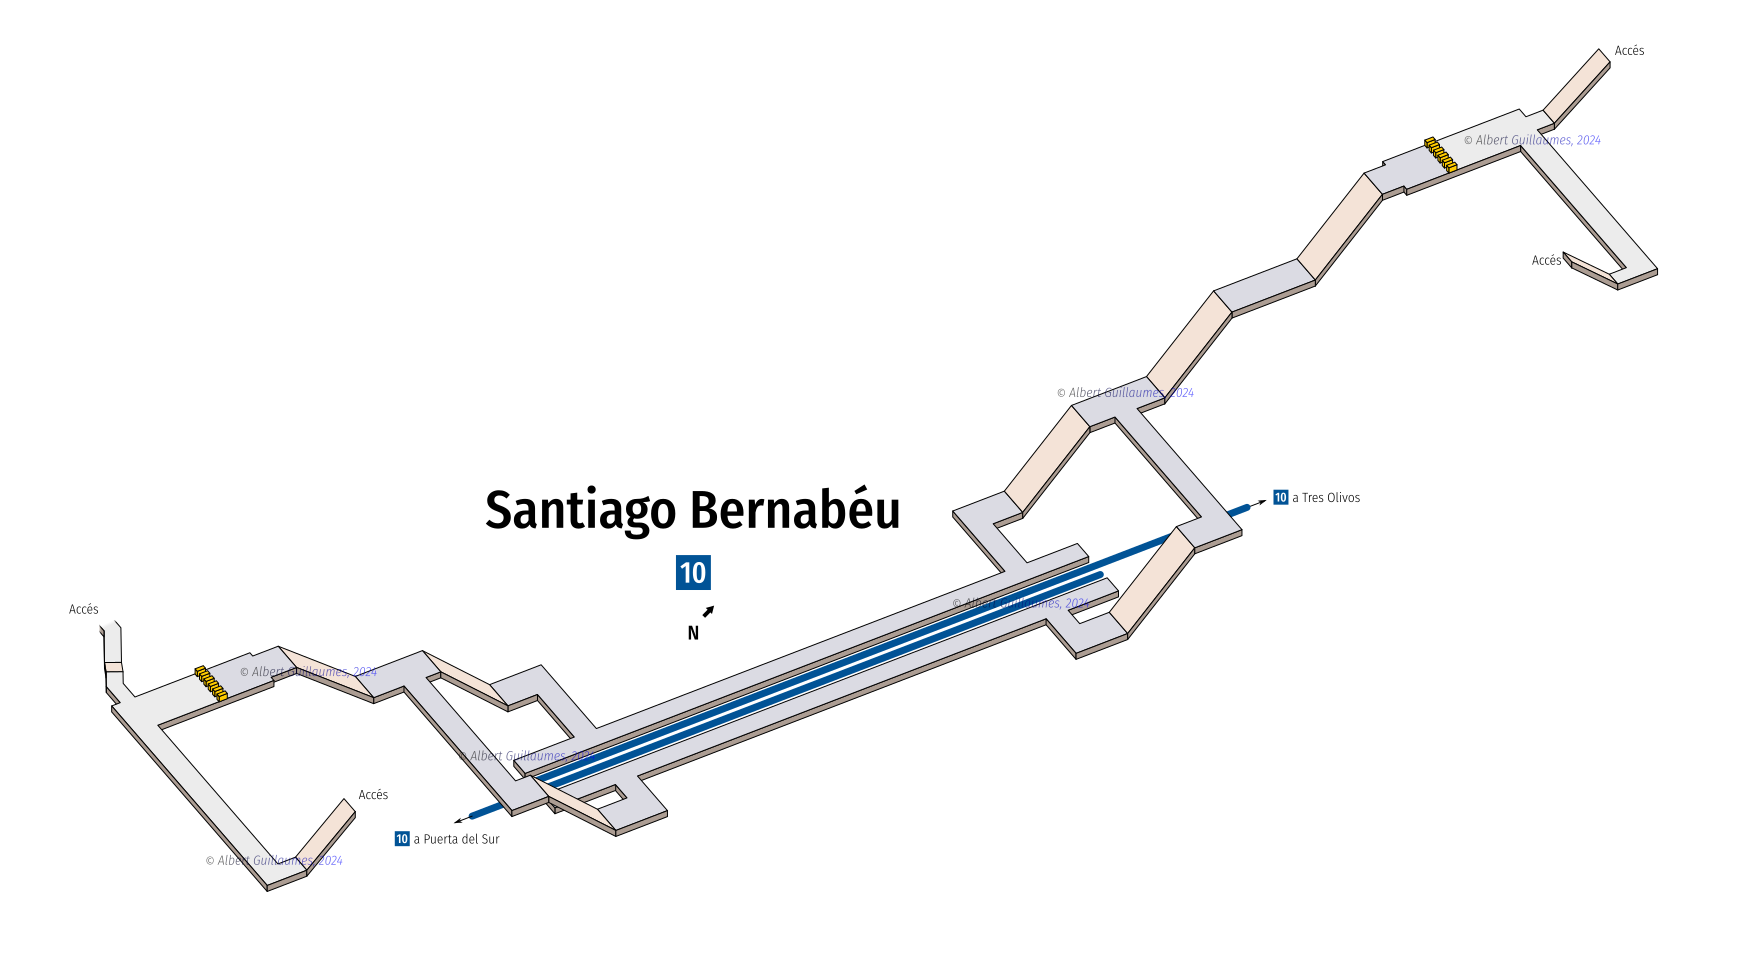 Accés
© Albert Guillaumes, 2024
Accés
© Albert Guillaumes, 2024
Santiago Bernabéu
10 a Tres Olivos
10
N
© Albert Guillaumes, 2024
Accés
© Albert Guillaumes, 2024
© Albert Guillaumes, 2024
Accés
10 a Puerta del Sur
© Albert Guillaumes, 2024